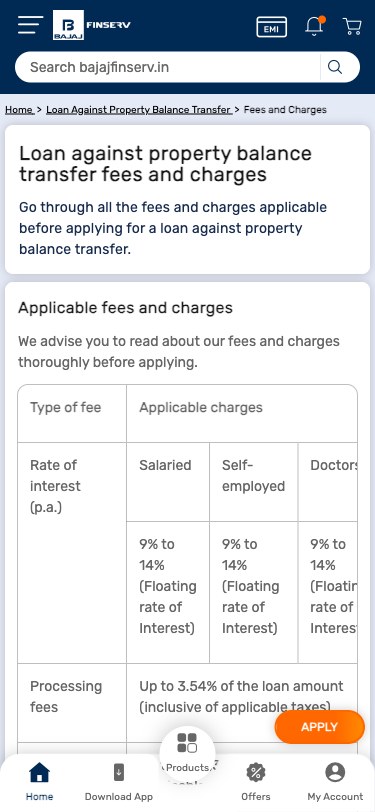 BAJAJ
FINSERV
EMI
Search bajajfinserv.in
Home > Loan Against Property Balance Transfer > Fees and Charges
Loan against property balance
transfer fees and charges
Go through all the fees and charges applicable
before applying for a loan against property
balance transfer.
Applicable fees and charges
We advise you to read about our fees and charges
thoroughly before applying.
Type of fee
Applicable charges
Rate of
interest
(p.a.)
Salaried
Self-
employed
Doctors
9% to
14%
(Floating
rate of
Interest)
9% to
14%
(Floating
rate of
Interest)
9% to
14%
Processing
fees
Up to 3.54% of the loan amount
(inclusive of applicable taxes)
APPLY
Products
Home
Download App
Offers
My Account